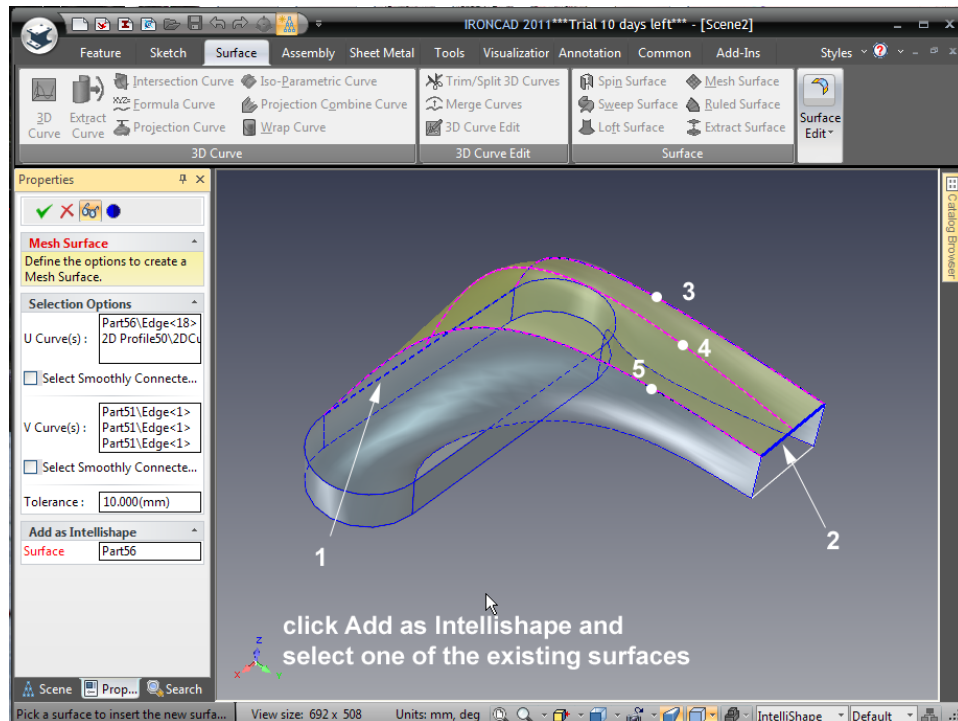 IRONCAD 2011***Trial 10 days left*** - [Scene2]
Feature Sketch Surface Assembly Sheet Metal Tools Visualization Annotation Common Add-Ins Styles
Intersection Curve Iso-Parametric Curve Trim/Split 3D Curves Spin Surface Mesh Surface
Formula Curve Projection Combine Curve Merge Curves Sweep Surface Ruled Surface
Projection Curve Wrap Curve 3D Curve Edit Loft Surface Extract Surface
3D Curve Extract Curve Surface Edit
3D Curve 3D Curve Edit Surface
Properties
Mesh Surface
Define the options to create a
Mesh Surface.
Selection Options
Part56\Edge<18>
U Curve(s) : 2D Profile50\2DCu
Select Smoothly Connecte...
Part51\Edge<1>
V Curve(s) : Part51\Edge<1>
Part51\Edge<1>
Select Smoothly Connecte...
Tolerance : 10.000(mm)
Add as Intellishape
Surface Part56
Catalog Browser
3
4
5
2
1
click Add as Intellishape and
select one of the existing surfaces
z
x
Y
Scene Prop... Search
Pick a surface to insert the new surfa... View size: 692 x 508 Units: mm, deg IntelliShape Default